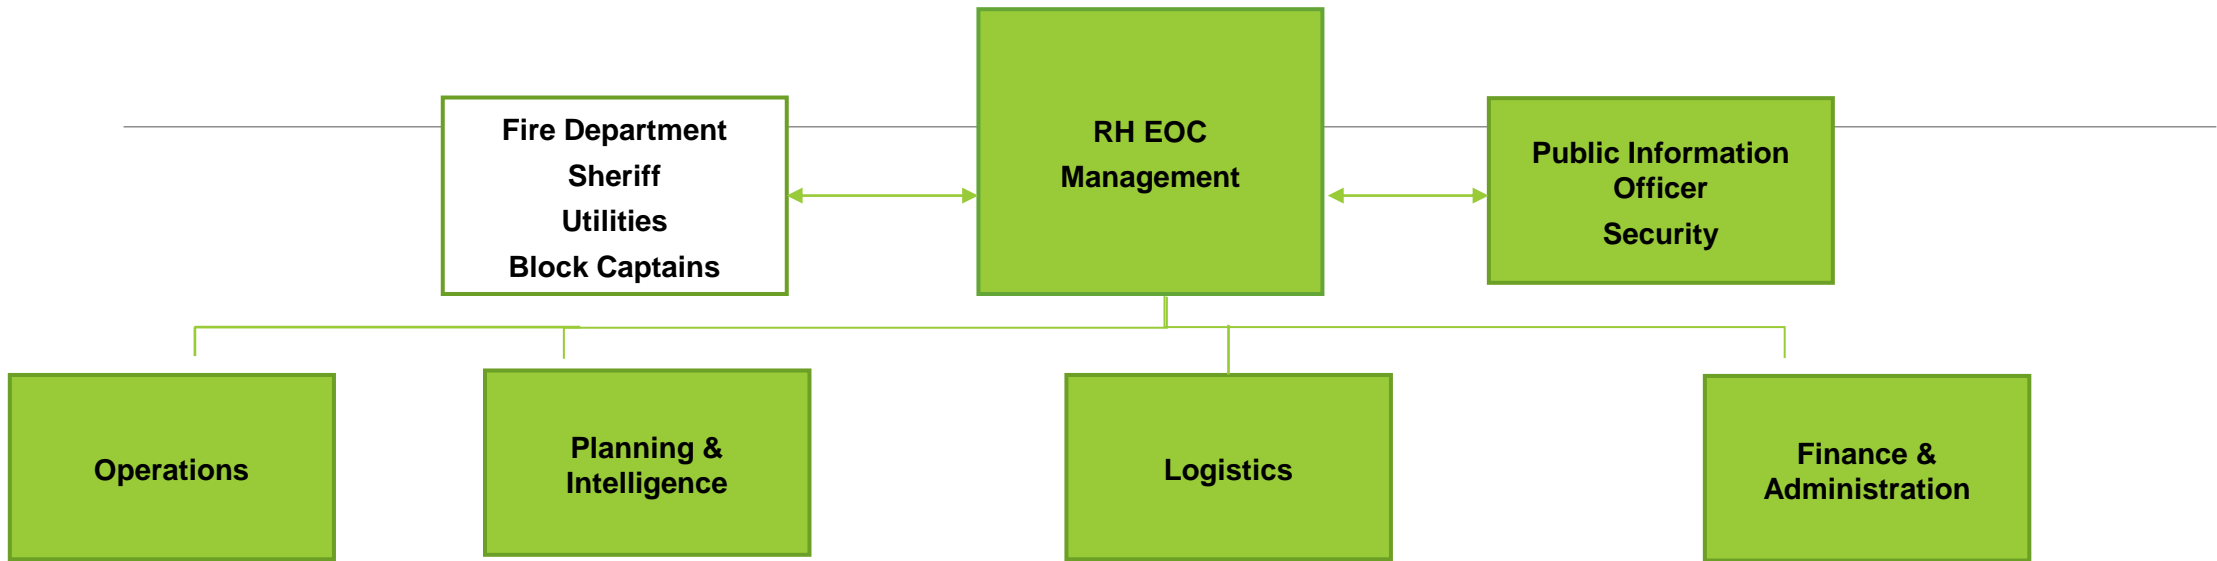 Fire Department
Sheriff
Utilities
Block Captains
RH EOC
Management
Public Information
Officer
Security
Operations
Planning &
Intelligence
Logistics
Finance &
Administration